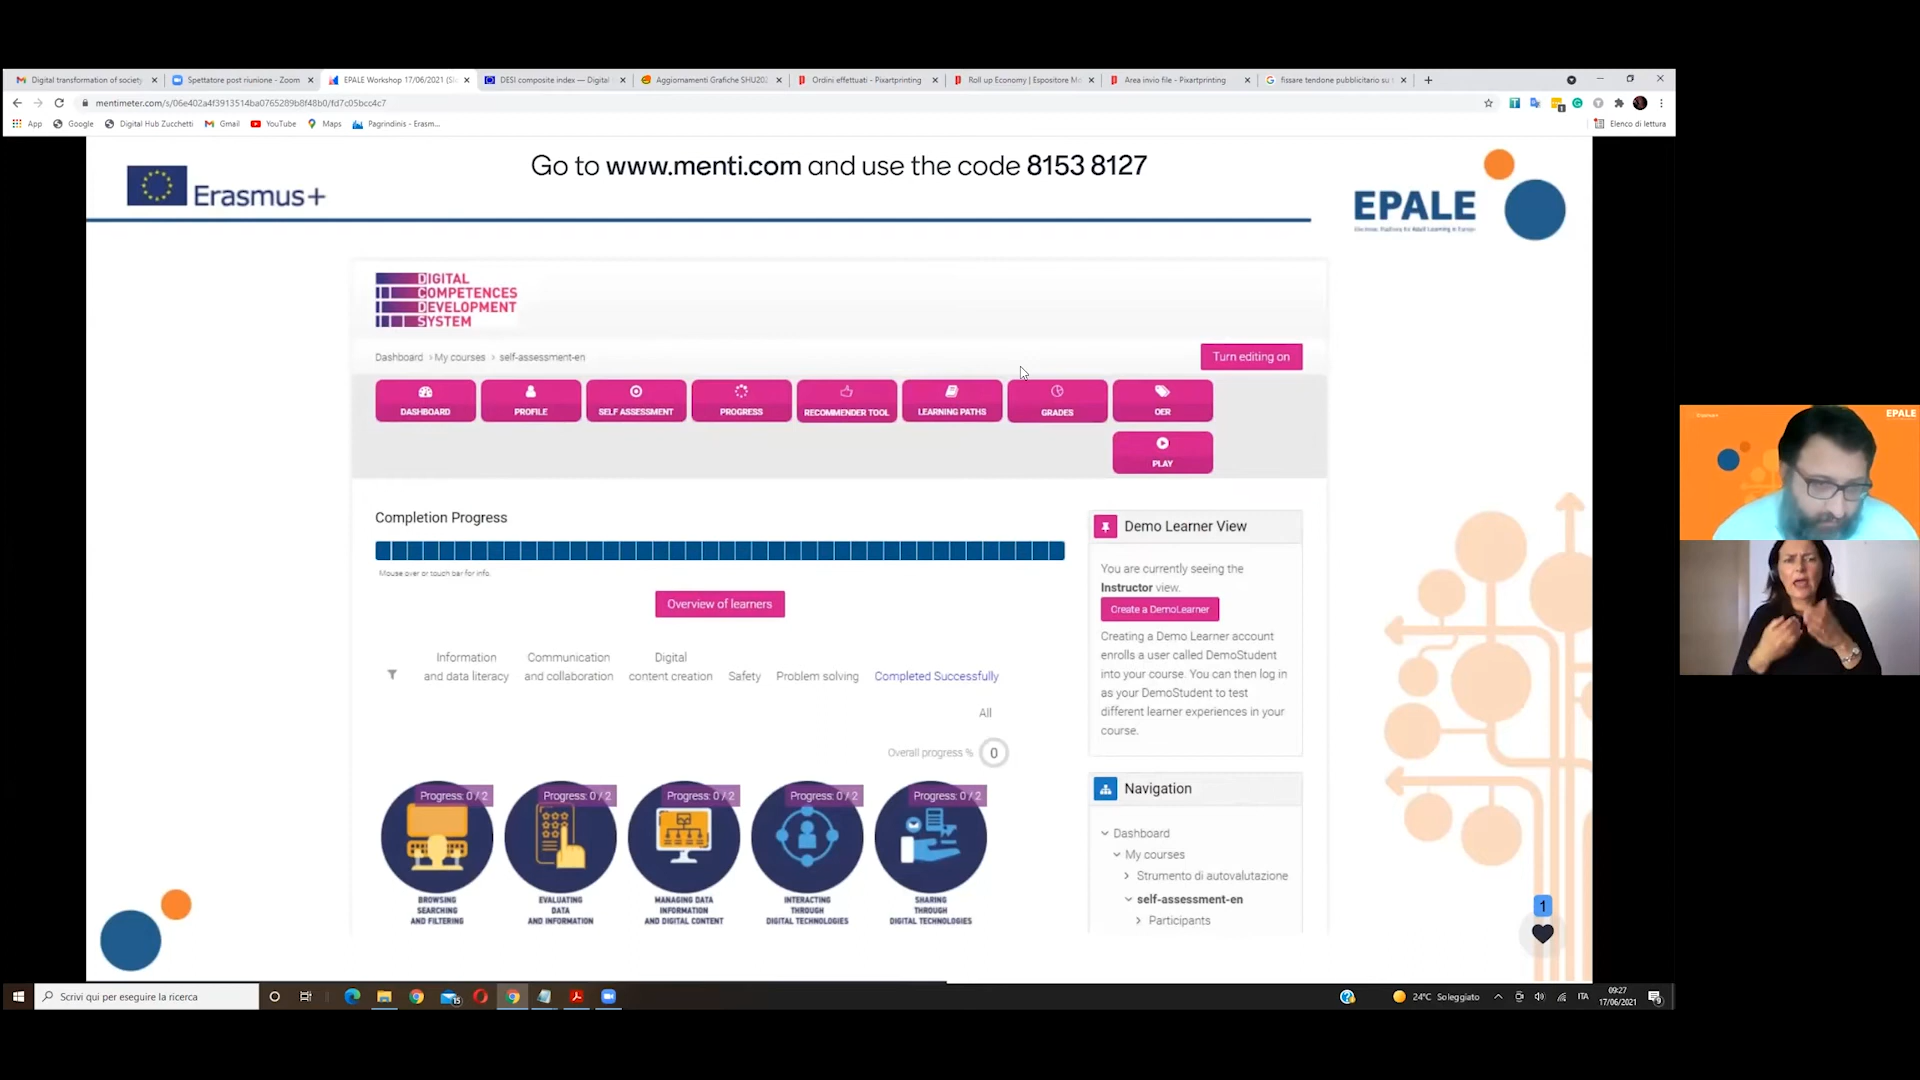 Digital transformation of society
Spettatore post riunione - Zoom
EPALE Workshop 17/06/2021 (Sli
DESI composite index — Digital
Aggiornamenti Grafiche SHU20
Ordini effettuati - Pixartprinting
Roll up Economy | Espositore Mo
Area invio file - Pixartprinting
fissare tendone pubblicitario su
mentimeter.com/s/06e402a4f3913514ba0765289b8f48b0/fd7c05bcc4c7
App
Google
Digital Hub Zucchetti
Gmail
YouTube
Maps
Pagrindinis - Erasm...
Elenco di lettura
Go to www.menti.com and use the code 8153 8127
Erasmus+
EPALE
Electronic Platform for Adult Learning in Europe
DIGITAL
COMPETENCES
DEVELOPMENT
SYSTEM
Dashboard > My courses > self-assessment-en
Turn editing on
DASHBOARD
PROFILE
SELF ASSESSMENT
PROGRESS
RECOMMENDER TOOL
LEARNING PATHS
GRADES
OER
PLAY
Completion Progress
Mouse over or touch bar for info.
Overview of learners
Information
and data literacy
Communication
and collaboration
Digital
content creation
Safety
Problem solving
Completed Successfully
All
Overall progress % 0
Progress: 0 / 2
Progress: 0 / 2
Progress: 0 / 2
Progress: 0 / 2
Progress: 0 / 2
BROWSING
SEARCHING
AND FILTERING
EVALUATING
DATA
AND INFORMATION
MANAGING DATA
INFORMATION
AND DIGITAL CONTENT
INTERACTING
THROUGH
DIGITAL TECHNOLOGIES
SHARING
THROUGH
DIGITAL TECHNOLOGIES
Demo Learner View
You are currently seeing the
Instructor view.
Create a DemoLearner
Creating a Demo Learner account
enrolls a user called DemoStudent
into your course. You can then log in
as your DemoStudent to test
different learner experiences in your
course.
Navigation
Dashboard
My courses
Strumento di autovalutazione
self-assessment-en
Participants
1
EPALE
Scrivi qui per eseguire la ricerca
15
24°C Soleggiato
ITA
09:27
17/06/2021